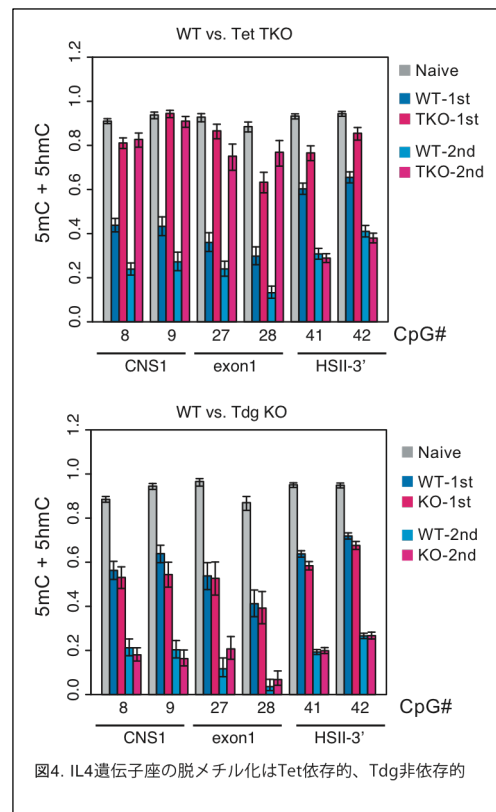 WT vs. Tet TKO
5mC + 5hmC
1.2
1.0
0.8
0.6
0.4
0.2
0.0
Naive
WT-1st
TKO-1st
WT-2nd
TKO-2nd
8 9 27 28 41 42 CpG#
CNS1 exon1 HSII-3'
WT vs. Tdg KO
5mC + 5hmC
1.2
1.0
0.8
0.6
0.4
0.2
0.0
Naive
WT-1st
KO-1st
WT-2nd
KO-2nd
8 9 27 28 41 42 CpG#
CNS1 exon1 HSII-3'
図4. IL4遺伝子座の脱メチル化はTet依存的、Tdg非依存的